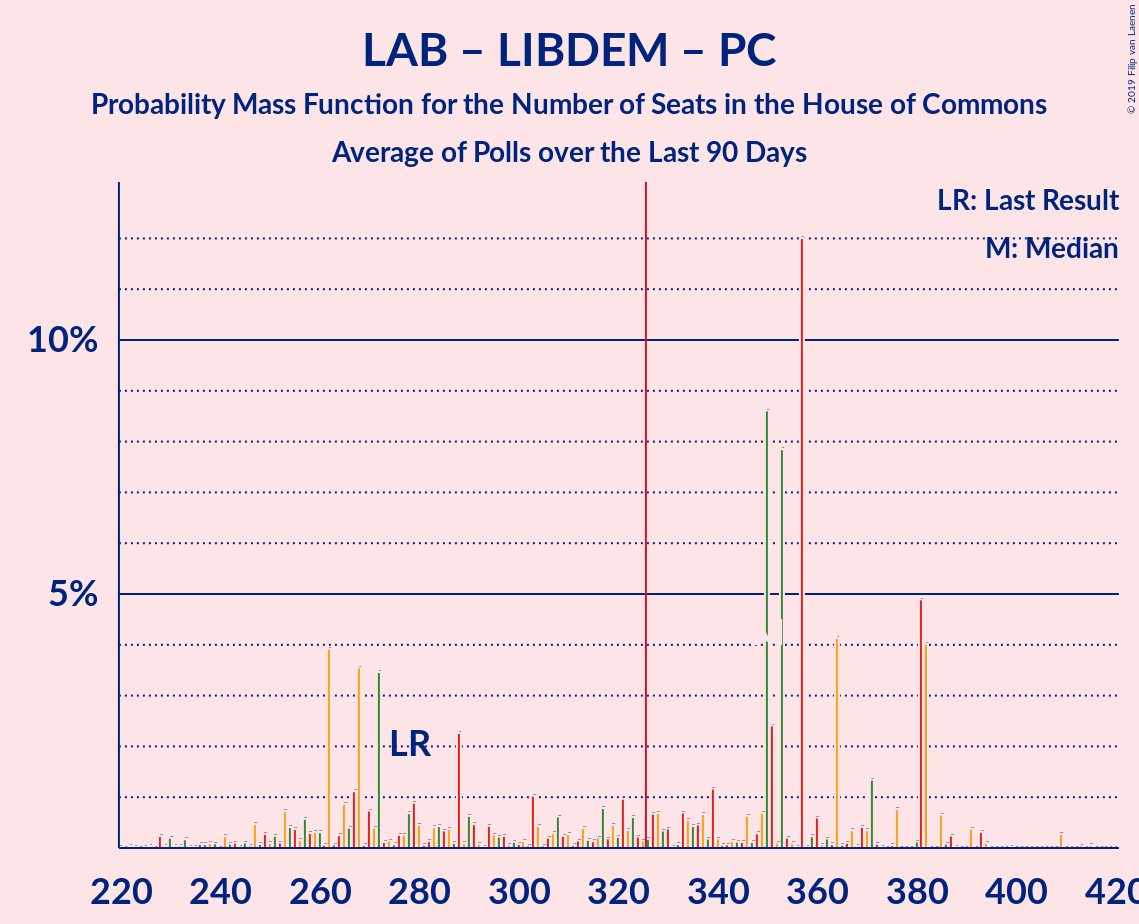 LAB – LIBDEM – PC
Probability Mass Function for the Number of Seats in the House of Commons
Average of Polls over the Last 90 Days
© 2019 Filip van Laenen
LR: Last Result
M: Median
10%
5%
LR
220 240 260 280 300 320 340 360 380 400 420